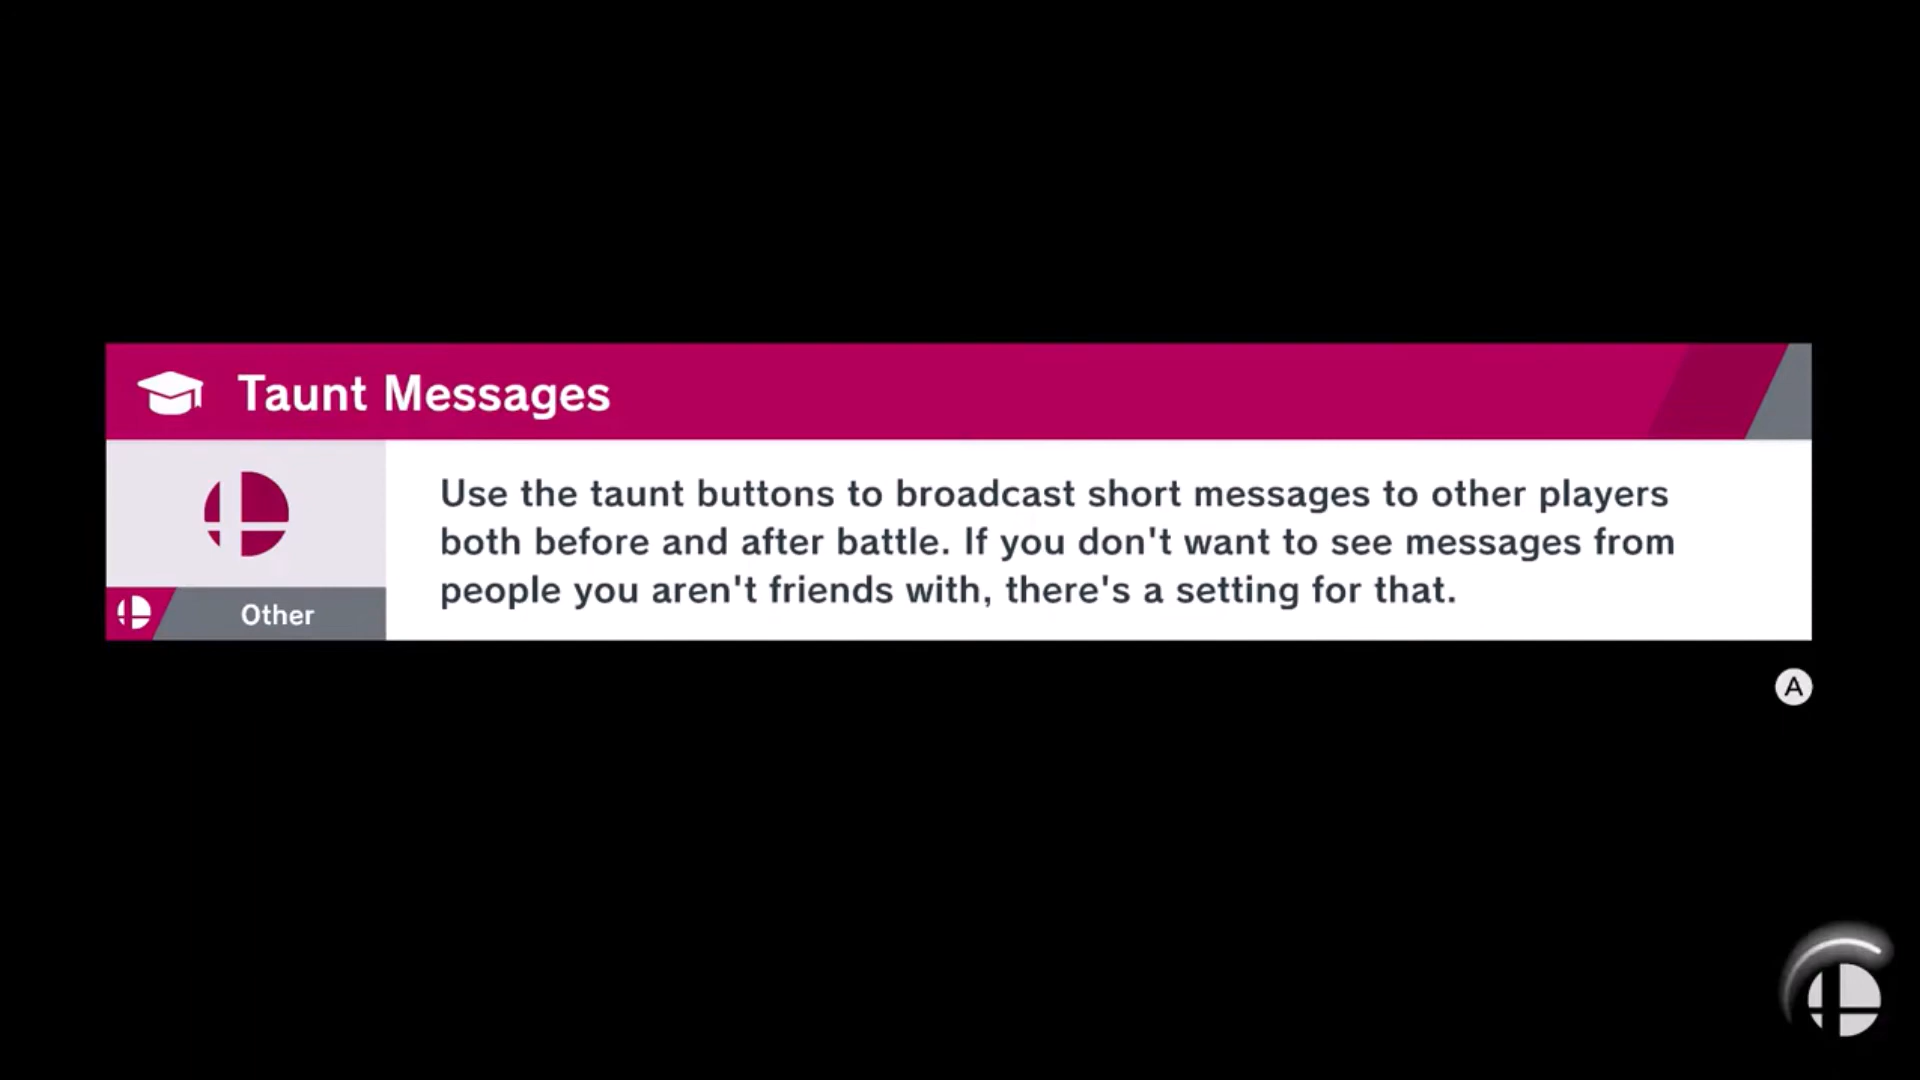 Taunt Messages
Use the taunt buttons to broadcast short messages to other players
both before and after battle. If you don't want to see messages from
people you aren't friends with, there's a setting for that.
Other
A